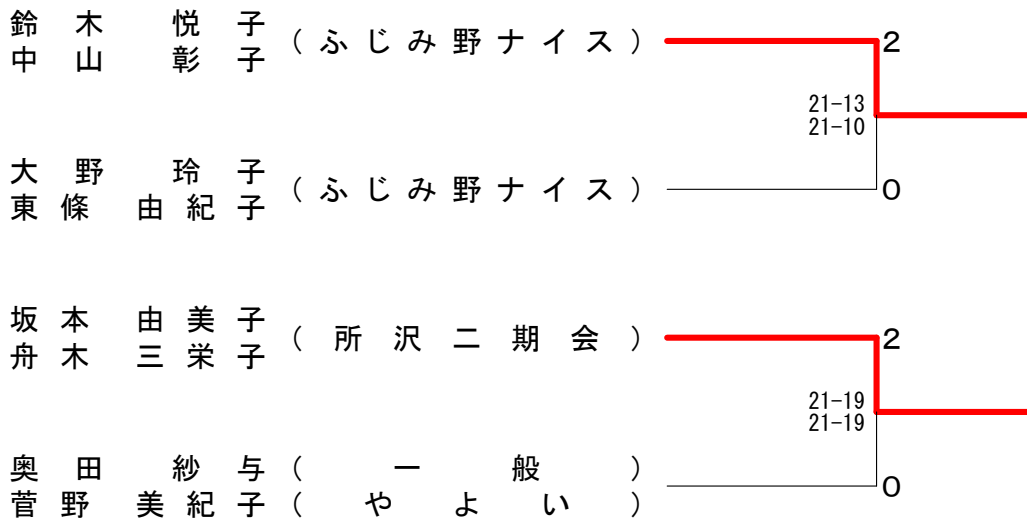 鈴木 悦子
中山 彰子
(ふじみ野ナイス)
2
21-13
21-10
大野 玲子
東條 由紀子
(ふじみ野ナイス)
0
坂本 由美子
舟木 三栄子
(所沢二期会)
2
21-19
21-19
奥田 紗与(一般)
菅野 美紀子(やよい)
0